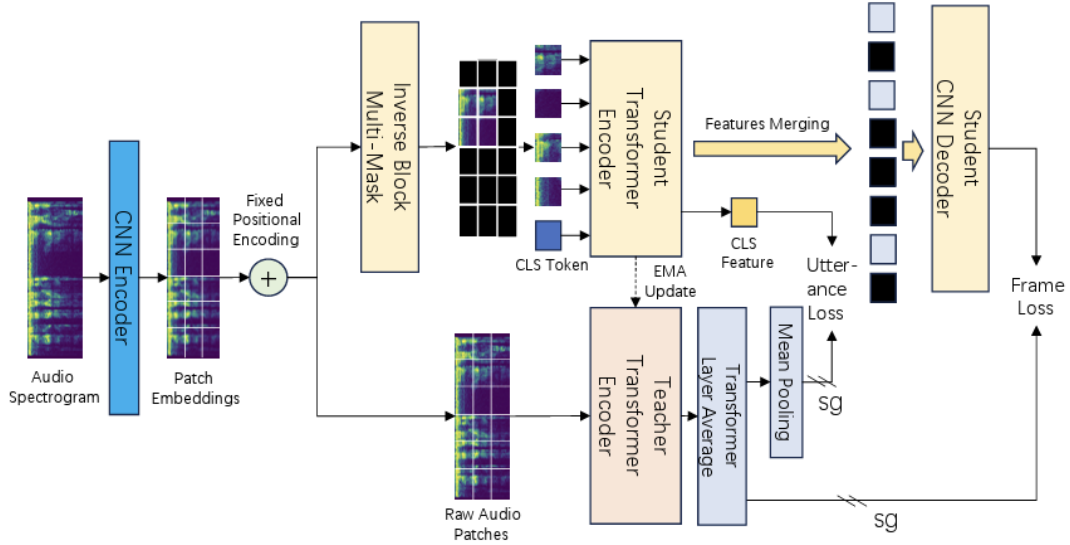 Audio
Spectrogram
CNN Encoder
Patch
Embeddings
Fixed
Positional
Encoding
+
Inverse Block
Multi-Mask
CLS Token
Student
Transformer
Encoder
Features Merging
CLS
Feature
EMA
Update
Student
CNN Decoder
Utter-
ance
Loss
Frame
Loss
Raw Audio
Patches
Teacher
Transformer
Encoder
Transformer
Layer Average
Mean Pooling
sg
sg